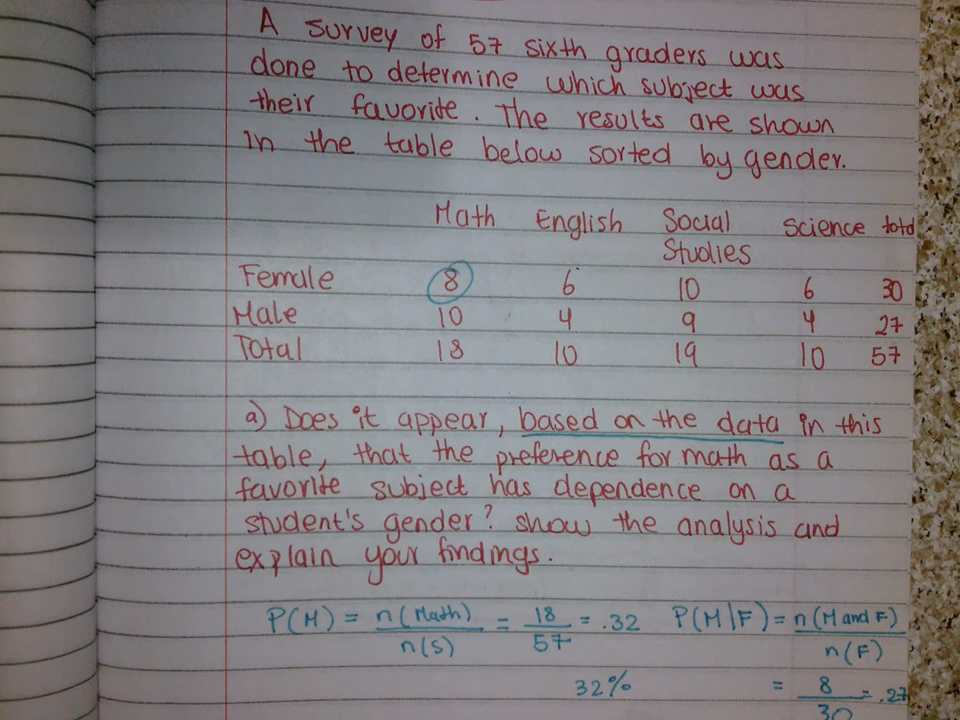 A survey of 57 sixth graders was
done to determine which subject was
their favorite. The results are shown
in the table below sorted by gender.
Math English Social Studies Science total
Female 8 6 10 6 30
Male 10 4 9 4 27
Total 18 10 19 10 57
a) Does it appear, based on the data in this
table, that the preference for math as a
favorite subject has dependence on a
student's gender? show the analysis and
explain your findings.
P(M) = n(Math)/n(S) = 18/57 = .32 P(M|F) = n(M and F)/n(F)
32% = 8/30 = .27